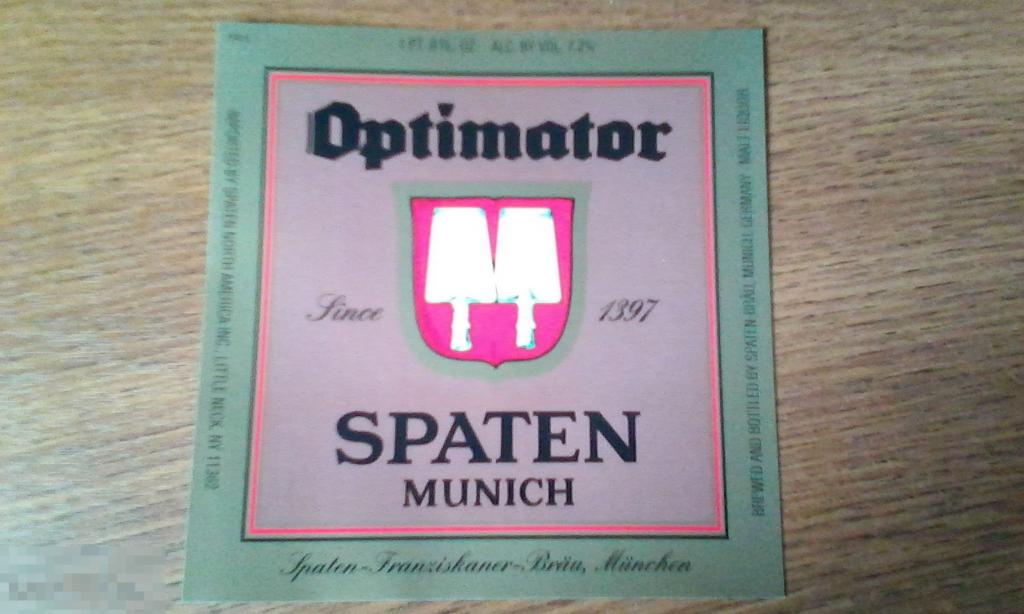 1 PT. 8 FL. OZ. ALC. BY VOL. 7.2%
Optimator
Since 1397
SPATEN
MUNICH
Spaten-Franziskaner-Bräu, München
IMPORTED BY SPATEN NORTH AMERICA INC., LITTLE NECK, NY 11362
BREWED AND BOTTLED BY SPATEN-BRÄU, MUNICH, GERMANY · MALT LIQUOR